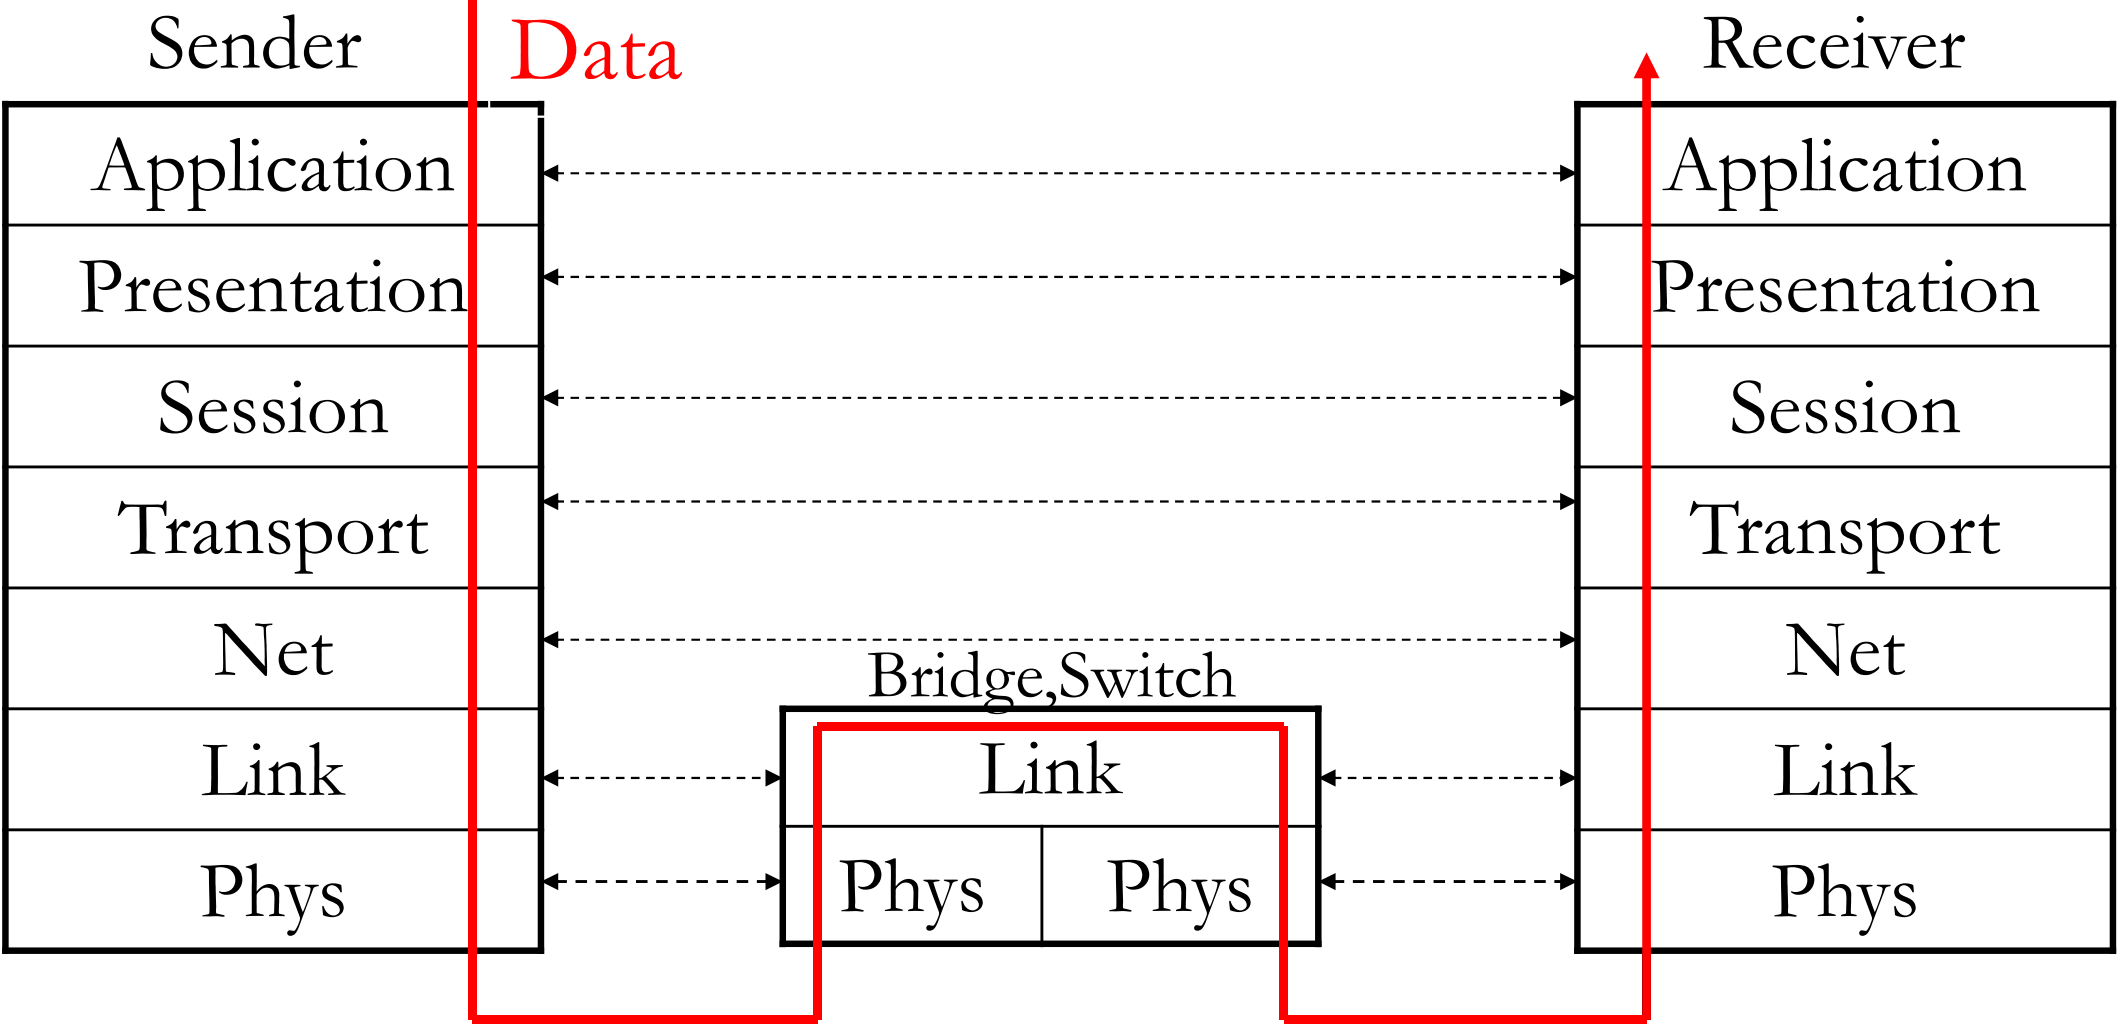 Sender
Data
Receiver
Application
Application
Presentation
Presentation
Session
Session
Transport
Transport
Net
Net
Bridge,Switch
Link
Link
Link
Phys
Phys
Phys
Phys